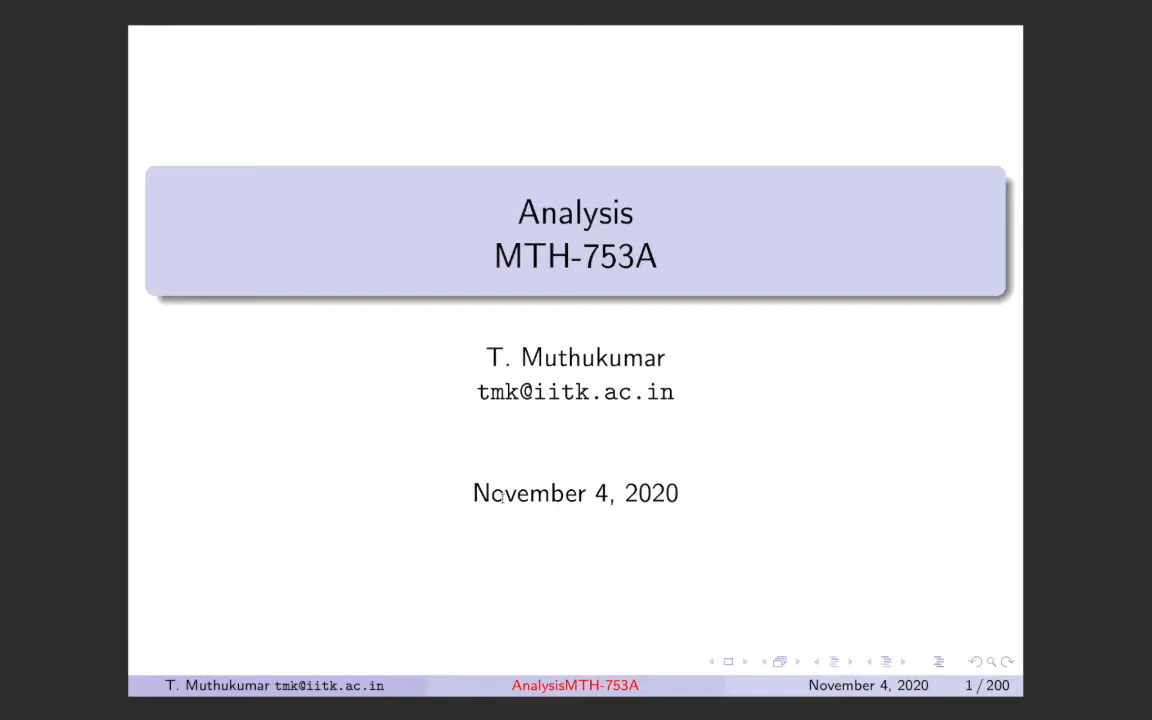 Analysis
MTH-753A
T. Muthukumar
tmk@iitk.ac.in
November 4, 2020
T. Muthukumar tmk@iitk.ac.in AnalysisMTH-753A November 4, 2020 1 / 200